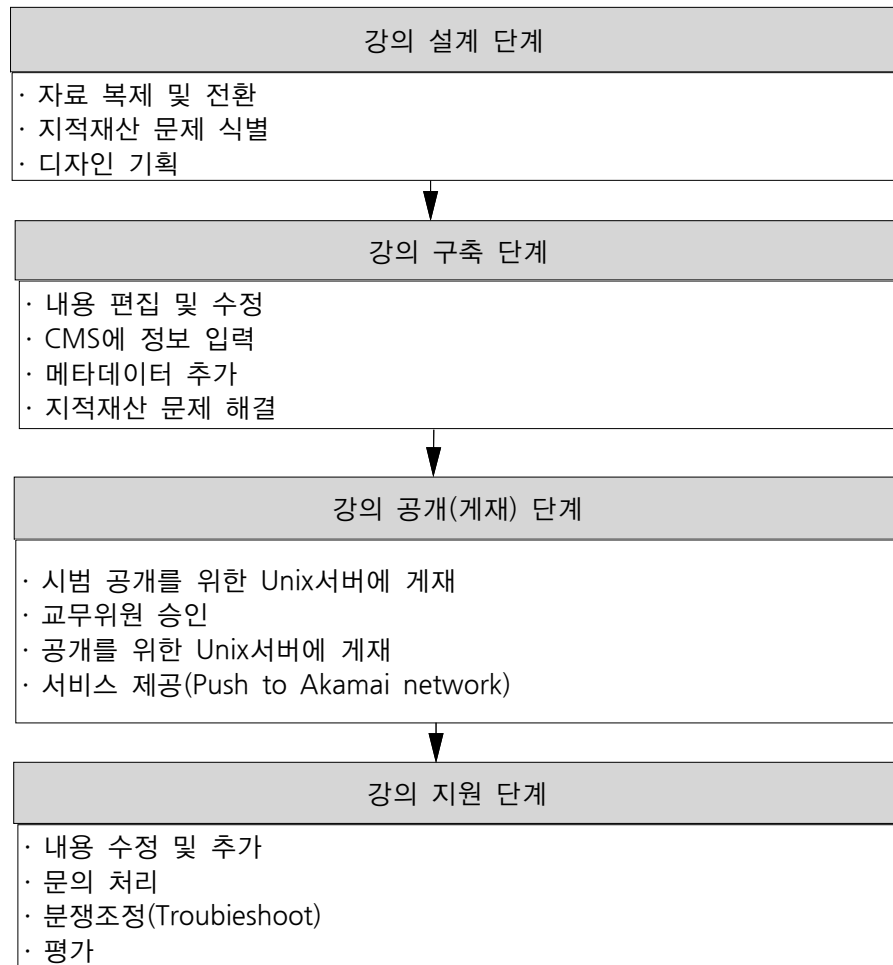 강의 설계 단계
· 자료 복제 및 전환
· 지적재산 문제 식별
· 디자인 기획
강의 구축 단계
· 내용 편집 및 수정
· CMS에 정보 입력
· 메타데이터 추가
· 지적재산 문제 해결
강의 공개(게재) 단계
· 시범 공개를 위한 Unix서버에 게재
· 교무위원 승인
· 공개를 위한 Unix서버에 게재
· 서비스 제공(Push to Akamai network)
강의 지원 단계
· 내용 수정 및 추가
· 문의 처리
· 분쟁조정(Troubieshoot)
· 평가